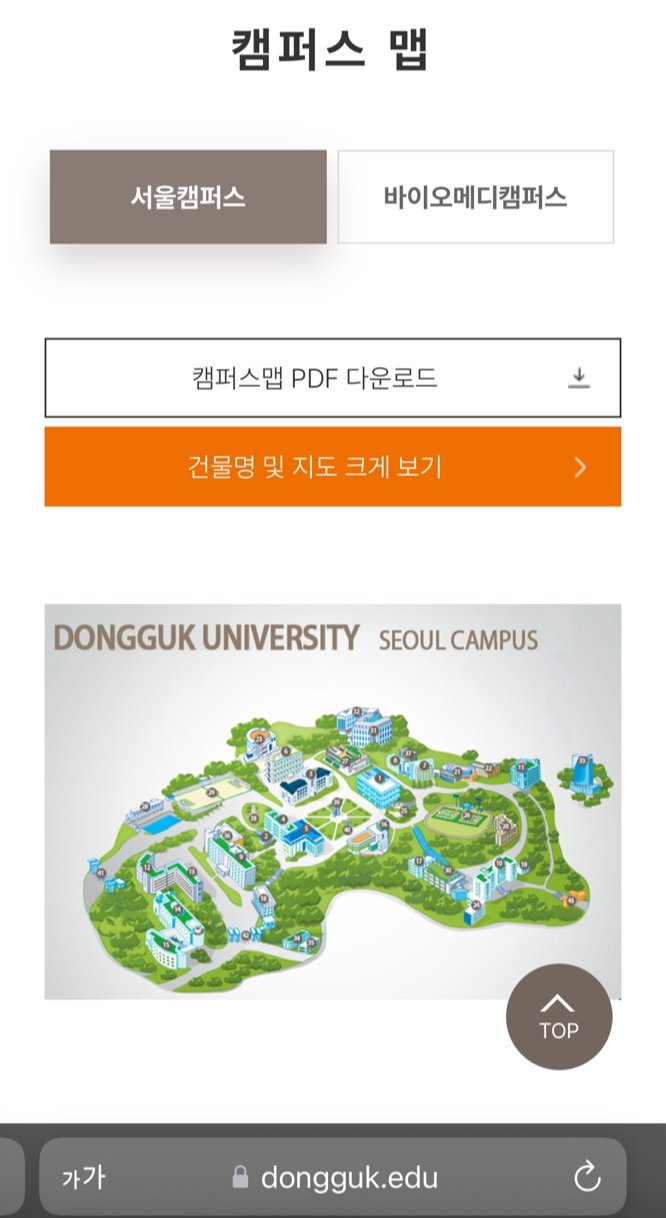 캠퍼스 맵
서울캠퍼스
바이오메디캠퍼스
캠퍼스맵 PDF 다운로드
건물명 및 지도 크게 보기
DONGGUK UNIVERSITY SEOUL CAMPUS
TOP
가가 dongguk.edu